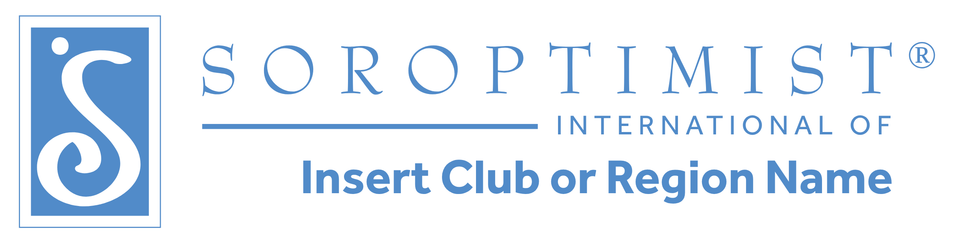 SOROPTIMIST®
INTERNATIONAL OF
Insert Club or Region Name